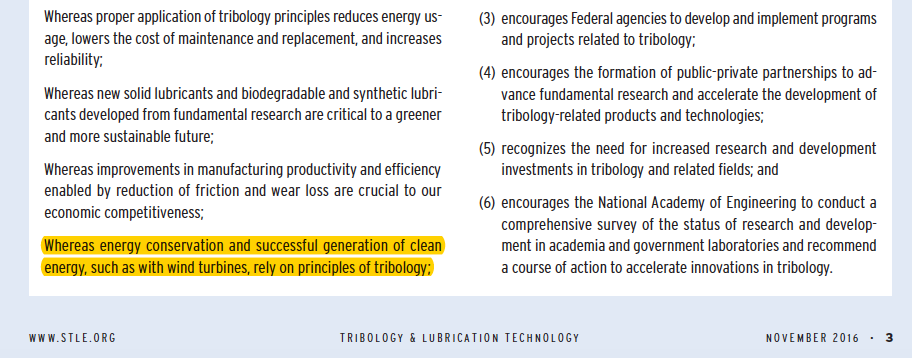 Whereas proper application of tribology principles reduces energy us-
age, lowers the cost of maintenance and replacement, and increases
reliability;
Whereas new solid lubricants and biodegradable and synthetic lubri-
cants developed from fundamental research are critical to a greener
and more sustainable future;
Whereas improvements in manufacturing productivity and efficiency
enabled by reduction of friction and wear loss are crucial to our
economic competitiveness;
Whereas energy conservation and successful generation of clean
energy, such as with wind turbines, rely on principles of tribology;
(3) encourages Federal agencies to develop and implement programs
and projects related to tribology;
(4) encourages the formation of public-private partnerships to ad-
vance fundamental research and accelerate the development of
tribology-related products and technologies;
(5) recognizes the need for increased research and development
investments in tribology and related fields; and
(6) encourages the National Academy of Engineering to conduct a
comprehensive survey of the status of research and develop-
ment in academia and government laboratories and recommend
a course of action to accelerate innovations in tribology.
WWW.STLE.ORG TRIBOLOGY & LUBRICATION TECHNOLOGY NOVEMBER 2016 · 3